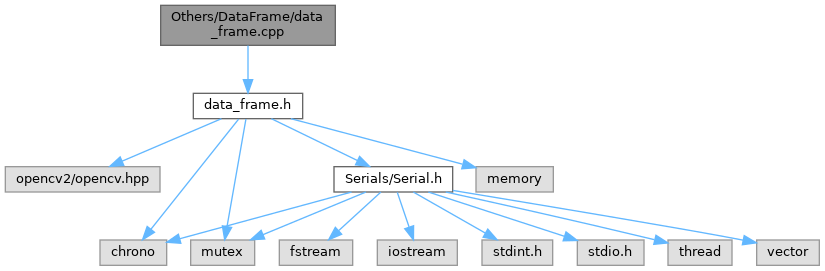 Others/DataFrame/data
_frame.cpp
data_frame.h
opencv2/opencv.hpp
Serials/Serial.h
memory
chrono
mutex
fstream
iostream
stdint.h
stdio.h
thread
vector